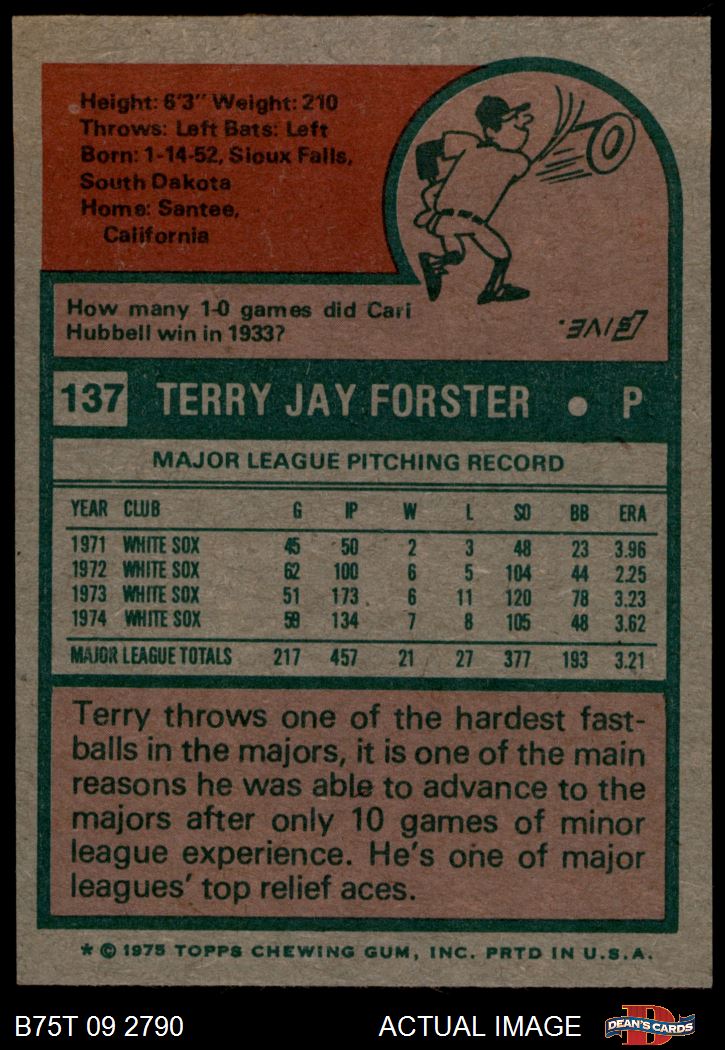 Height: 6'3" Weight: 210
Throws: Left Bats: Left
Born: 1-14-52, Sioux Falls,
South Dakota
Home: Santee,
California
0
How many 1-0 games did Carl
Hubbell win in 1933?
FIVE.
137 TERRY JAY FORSTER • P
MAJOR LEAGUE PITCHING RECORD
YEAR CLUB G IP W L SO BB ERA
1971 WHITE SOX 45 50 2 3 48 23 3.96
1972 WHITE SOX 62 100 6 5 104 44 2.25
1973 WHITE SOX 51 173 6 11 120 78 3.23
1974 WHITE SOX 59 134 7 8 105 48 3.62
MAJOR LEAGUE TOTALS 217 457 21 27 377 193 3.21
Terry throws one of the hardest fast-
balls in the majors, it is one of the main
reasons he was able to advance to the
majors after only 10 games of minor
league experience. He's one of major
leagues' top relief aces.
* © 1975 TOPPS CHEWING GUM, INC. PRTD IN U.S.A.
B75T 09 2790 ACTUAL IMAGE D DEAN'S CARDS